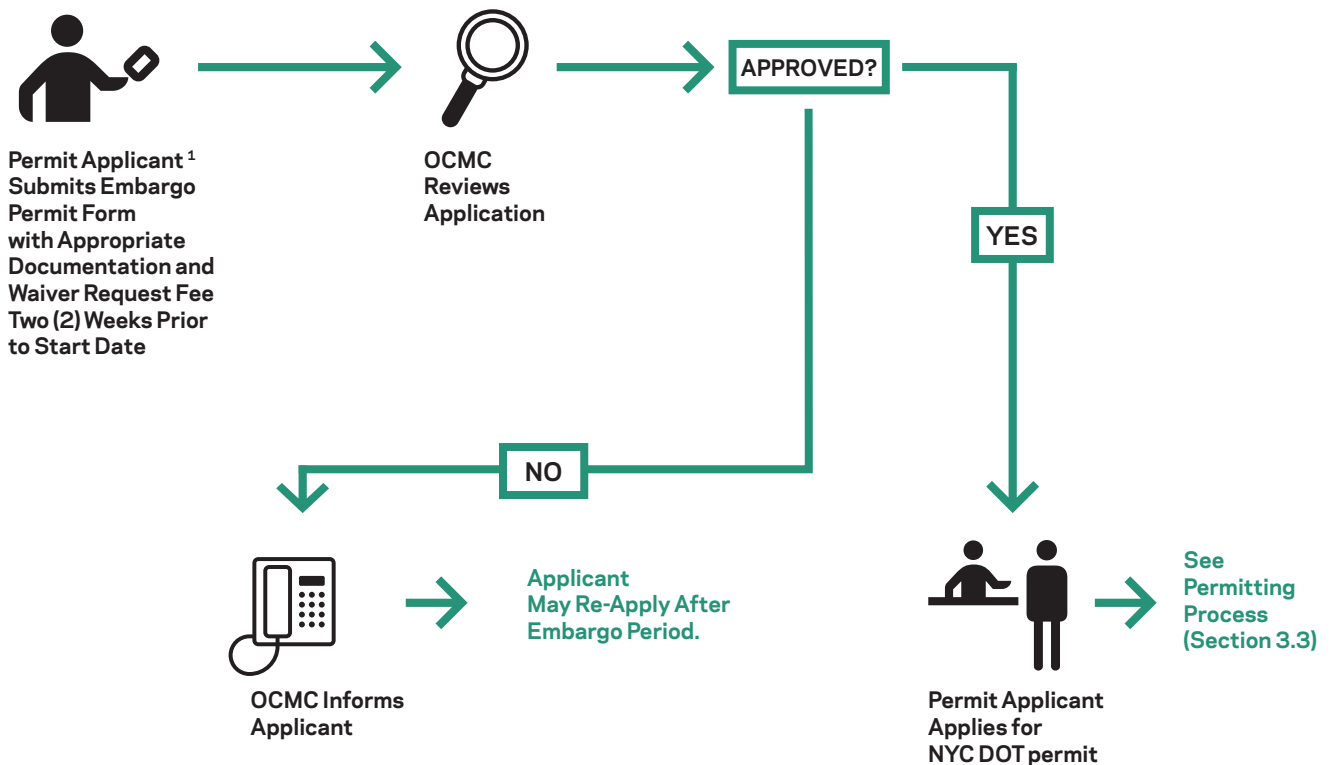 Permit Applicant 1
Submits Embargo
Permit Form
with Appropriate
Documentation and
Waiver Request Fee
Two (2) Weeks Prior
to Start Date
OCMC
Reviews
Application
APPROVED?
YES
NO
OCMC Informs
Applicant
Applicant
May Re-Apply After
Embargo Period.
Permit Applicant
Applies for
NYC DOT permit
See
Permitting
Process
(Section 3.3)